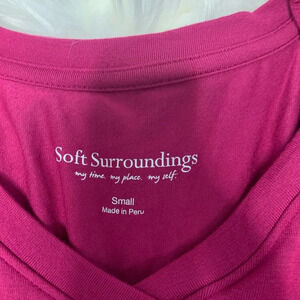 Soft Surroundings
my time. my place. my self.
Small
Made in Peru